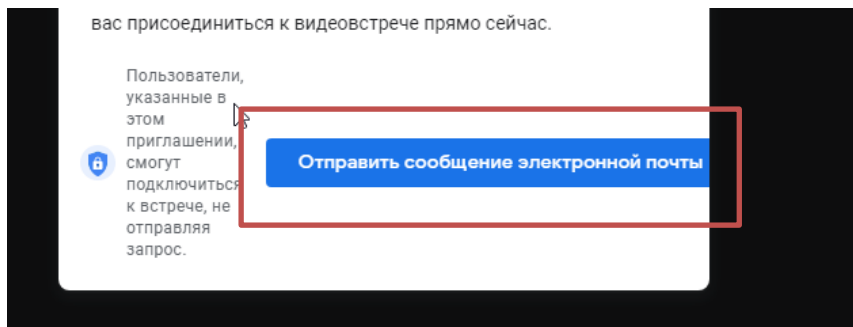 вас присоединиться к видеовстрече прямо сейчас.
Пользователи,
указанные в
этом
приглашении,
смогут
подключиться
к встрече, не
отправляя
запрос.
Отправить сообщение электронной почты